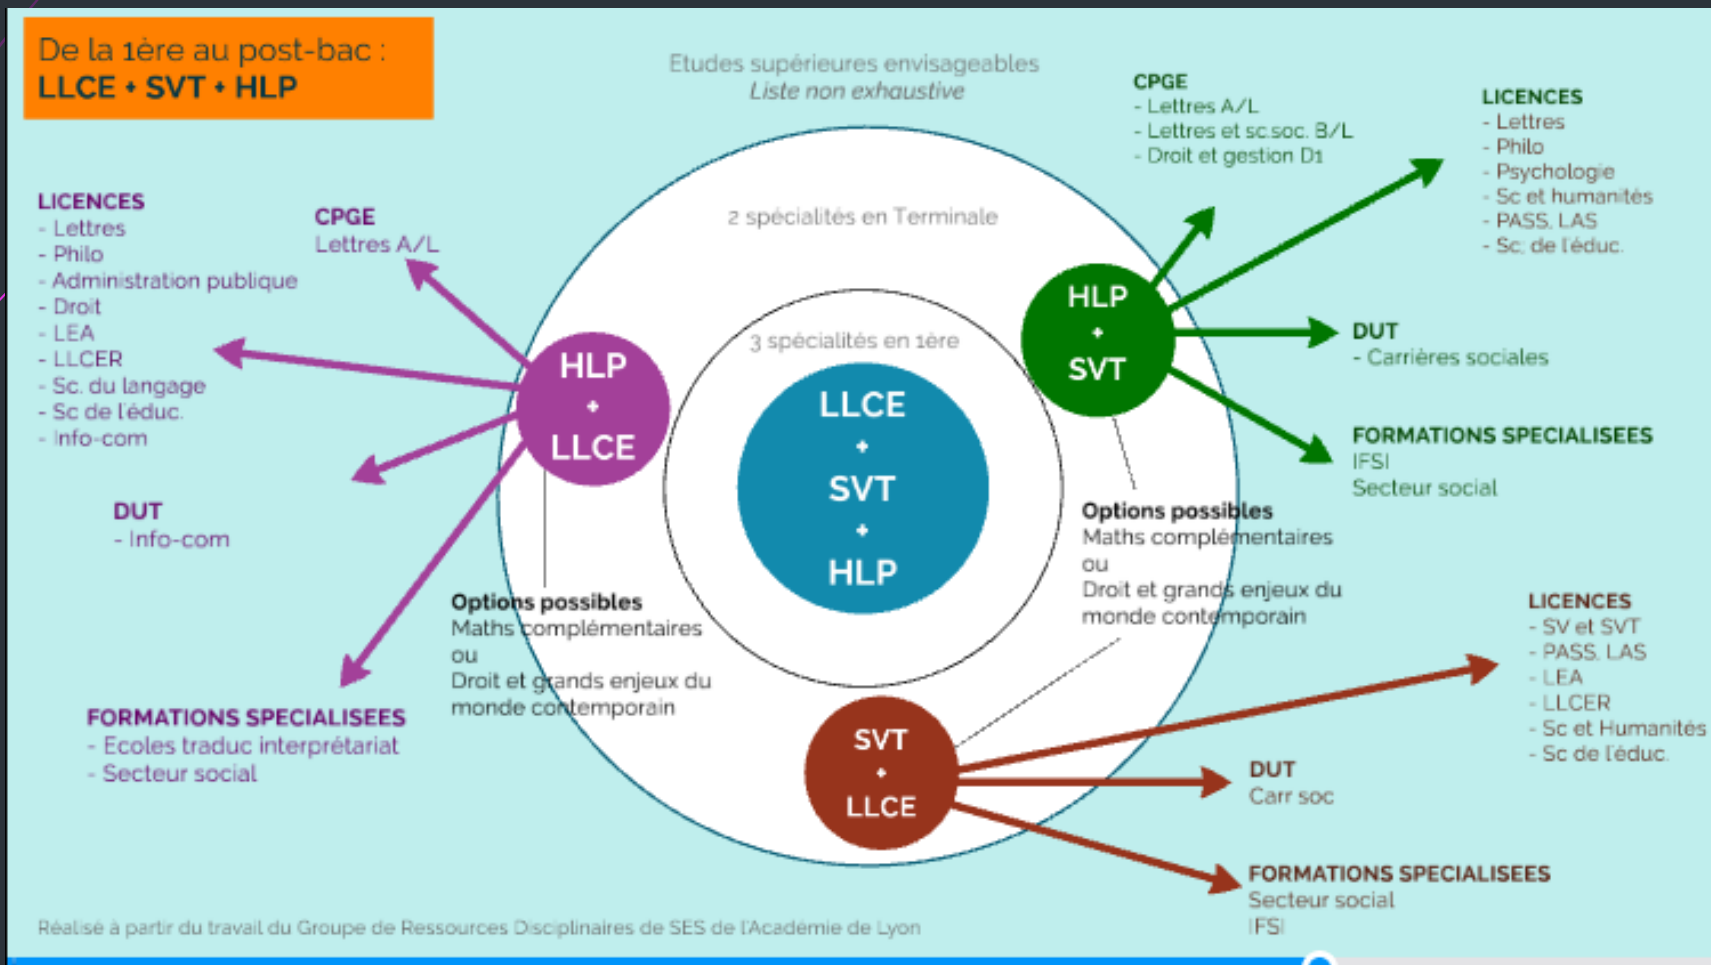 De la 1ère au post-bac :
LLCE + SVT + HLP
Etudes supérieures envisageables
Liste non exhaustive
2 spécialités en Terminale
3 spécialités en 1ère
LLCE
+
SVT
+
HLP
HLP
+
LLCE
LICENCES
- Lettres
- Philo
- Administration publique
- Droit
- LEA
- LLCER
- Sc. du langage
- Sc de l'éduc.
- Info-com
CPGE
Lettres A/L
DUT
- Info-com
FORMATIONS SPECIALISEES
- Ecoles traduc interprétariat
- Secteur social
Options possibles
Maths complémentaires
ou
Droit et grands enjeux du
monde contemporain
HLP
+
SVT
CPGE
- Lettres A/L
- Lettres et sc.soc. B/L
- Droit et gestion D1
LICENCES
- Lettres
- Philo
- Psychologie
- Sc et humanités
- PASS, LAS
- Sc; de l'éduc.
DUT
- Carrières sociales
FORMATIONS SPECIALISEES
IFSI
Secteur social
Options possibles
Maths complémentaires
ou
Droit et grands enjeux du
monde contemporain
SVT
+
LLCE
LICENCES
- SV et SVT
- PASS, LAS
- LEA
- LLCER
- Sc et Humanités
- Sc de l'éduc.
DUT
Carr soc
FORMATIONS SPECIALISEES
Secteur social
IFSI
Réalisé à partir du travail du Groupe de Ressources Disciplinaires de SES de l'Académie de Lyon